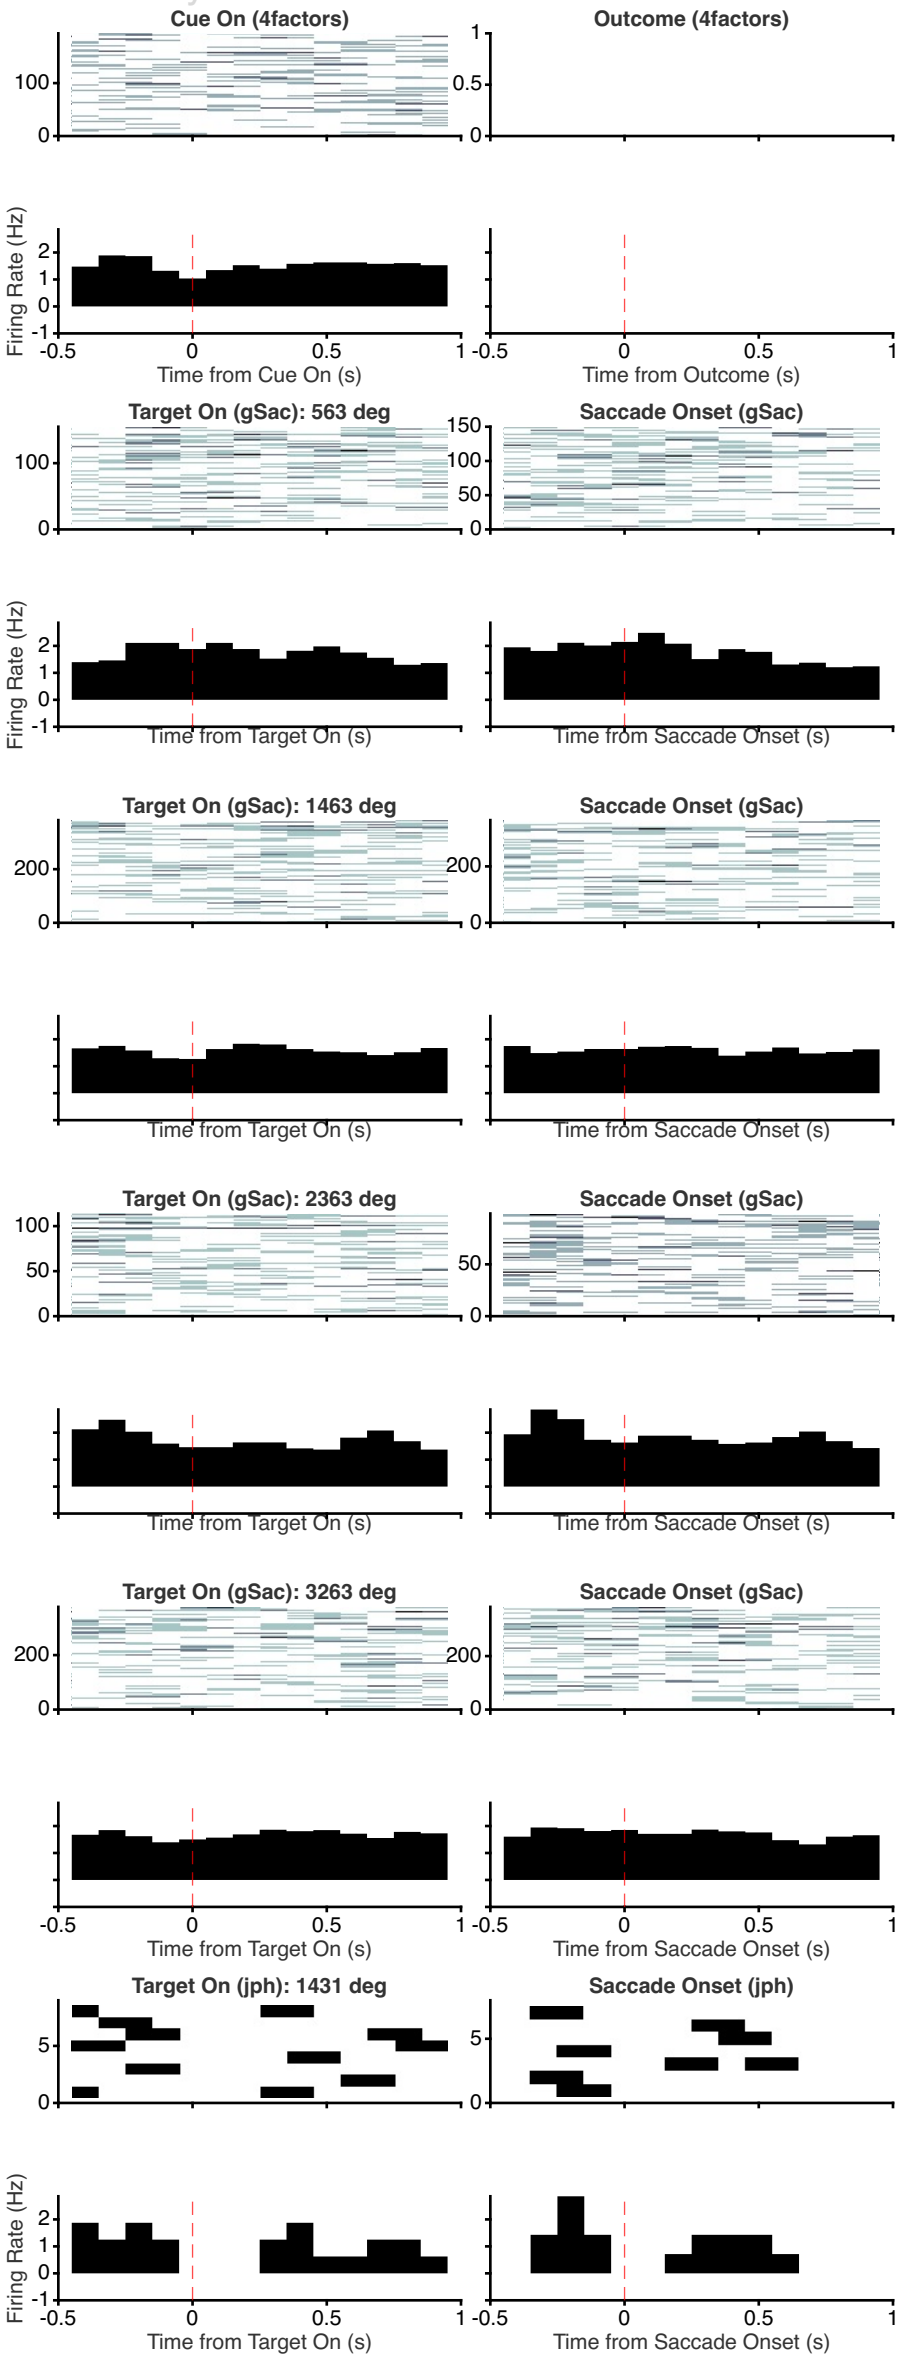 Cue On (4factors) Outcome (4factors)
100
0
1
0.5
0
Firing Rate (Hz)
2
1
0
-1
-0.5 0 0.5 1 -0.5 0 0.5 1
Time from Cue On (s) Time from Outcome (s)
Target On (gSac): 563 deg Saccade Onset (gSac)
100
0
150
100
50
0
Firing Rate (Hz)
2
1
0
-1
Time from Target On (s) Time from Saccade Onset (s)
Target On (gSac): 1463 deg Saccade Onset (gSac)
200
0
200
0
Time from Target On (s) Time from Saccade Onset (s)
Target On (gSac): 2363 deg Saccade Onset (gSac)
100
50
0
50
0
Time from Target On (s) Time from Saccade Onset (s)
Target On (gSac): 3263 deg Saccade Onset (gSac)
200
0
200
0
-0.5 0 0.5 1 -0.5 0 0.5 1
Time from Target On (s) Time from Saccade Onset (s)
Target On (jph): 1431 deg Saccade Onset (jph)
5
0
5
0
Firing Rate (Hz)
2
1
0
-1
-0.5 0 0.5 1 -0.5 0 0.5 1
Time from Target On (s) Time from Saccade Onset (s)